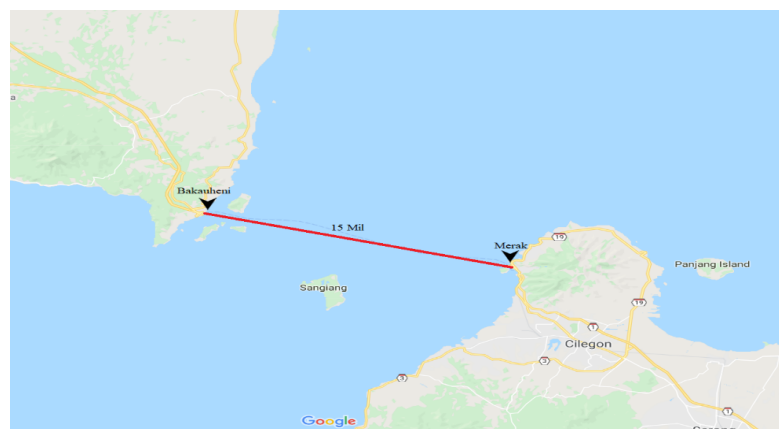 Bakauheni
15 Mil
Merak
19
Panjang Island
Sangiang
19
1
Cilegon
3
3
1
Google